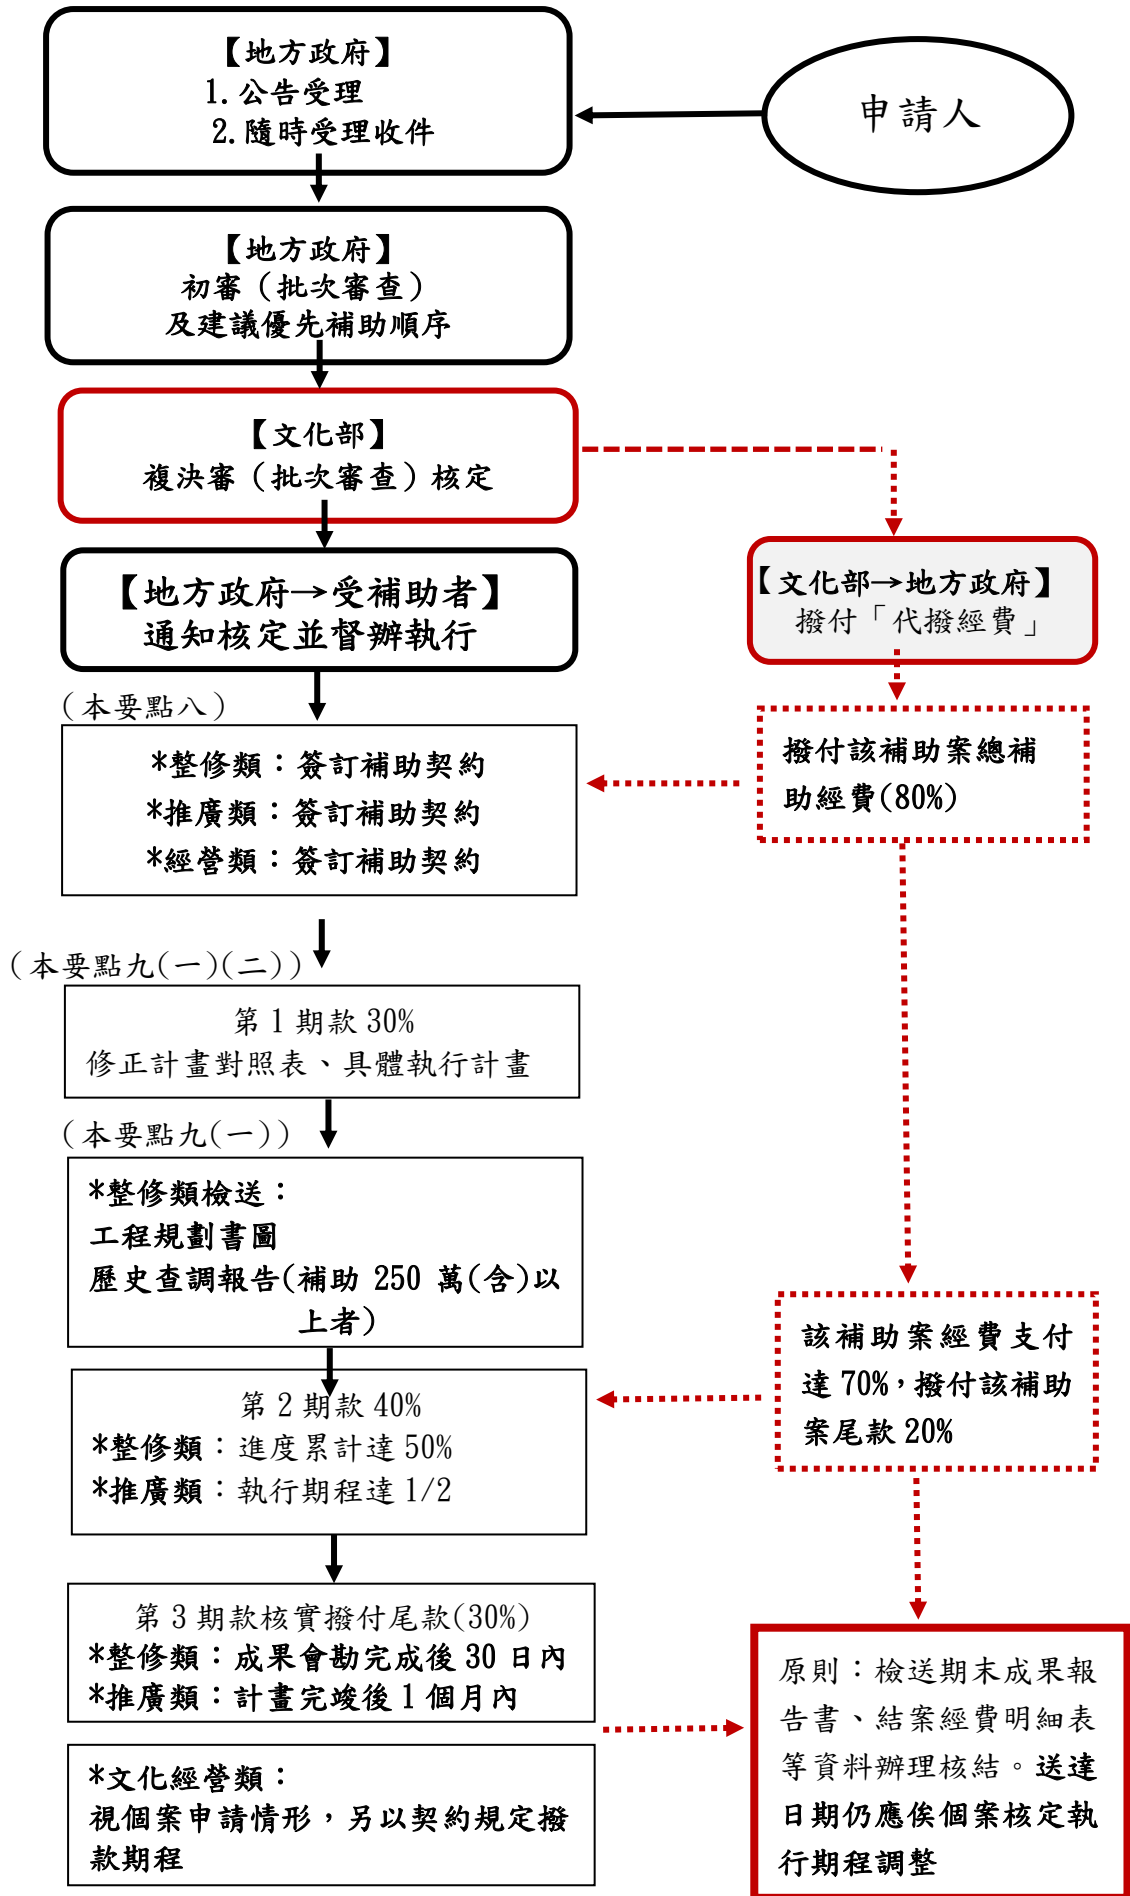 【地方政府】
1.公告受理
2.隨時受理收件
申請人
【地方政府】
初審（批次審查）
及建議優先補助順序
【文化部】
複決審（批次審查）核定
【地方政府→受補助者】
通知核定並督辦執行
【文化部→地方政府】
撥付「代撥經費」
（本要點八）
*整修類：簽訂補助契約
*推廣類：簽訂補助契約
*經營類：簽訂補助契約
撥付該補助案總補
助經費(80%)
（本要點九(一)(二)）
第 1 期款 30%
修正計畫對照表、具體執行計畫
（本要點九(一)）
*整修類檢送：
工程規劃書圖
歷史查調報告(補助 250 萬(含)以
上者)
該補助案經費支付
達 70%，撥付該補助
案尾款 20%
第 2 期款 40%
*整修類：進度累計達 50%
*推廣類：執行期程達 1/2
第 3 期款核實撥付尾款(30%)
*整修類：成果會勘完成後 30 日內
*推廣類：計畫完竣後 1 個月內
*文化經營類：
視個案申請情形，另以契約規定撥
款期程
原則：檢送期末成果報
告書、結案經費明細表
等資料辦理核結。送達
日期仍應俟個案核定執
行期程調整